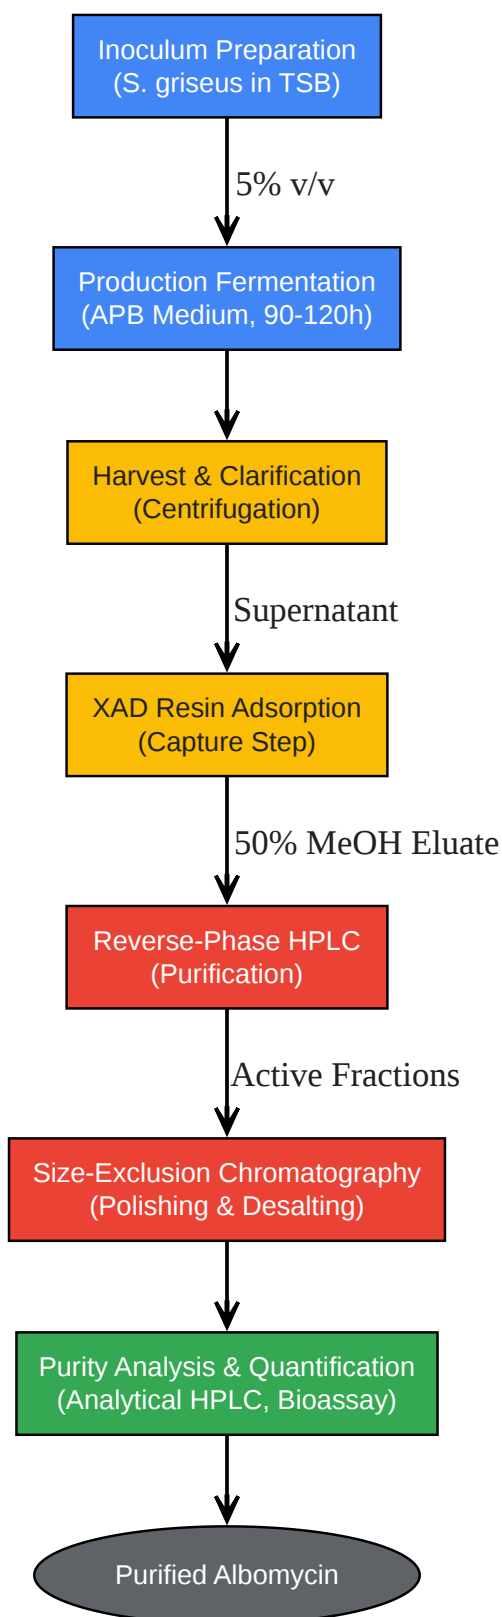 Inoculum Preparation
(S. griseus in TSB)
5% v/v
Production Fermentation
(APB Medium, 90-120h)
Harvest & Clarification
(Centrifugation)
Supernatant
XAD Resin Adsorption
(Capture Step)
50% MeOH Eluate
Reverse-Phase HPLC
(Purification)
Active Fractions
Size-Exclusion Chromatography
(Polishing & Desalting)
Purity Analysis & Quantification
(Analytical HPLC, Bioassay)
Purified Albomycin